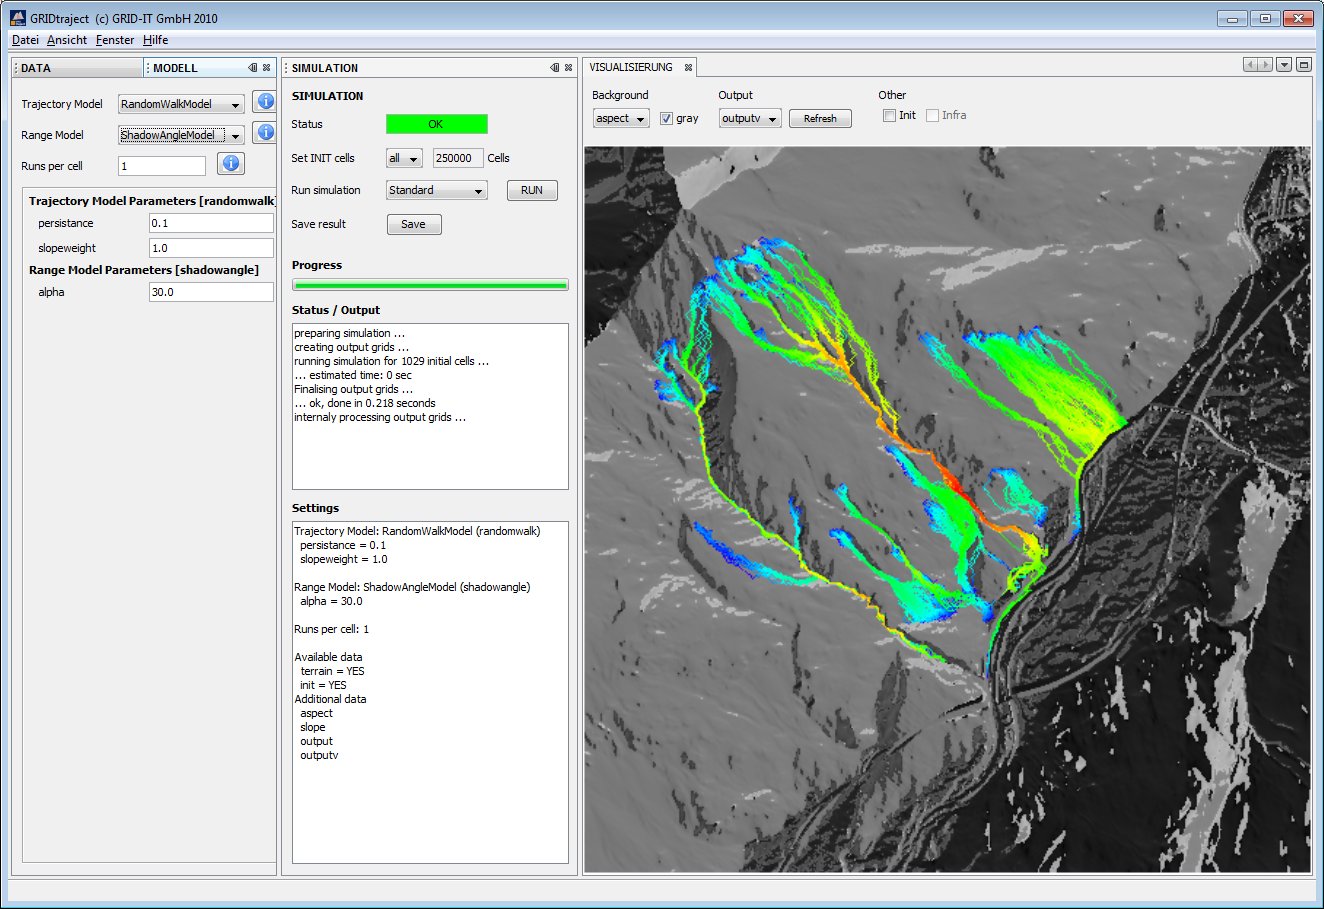 GRIDtraject (c) GRID-IT GmbH 2010
Datei Ansicht Fenster Hilfe
DATA
MODELL
Trajectory Model RandomWalkModel
Range Model ShadowAngleModel
Runs per cell 1
Trajectory Model Parameters [randomwalk
persistance 0.1
slopeweight 1.0
Range Model Parameters [shadowangle]
alpha 30.0
SIMULATION
SIMULATION
Status OK
Set INIT cells all 250000 Cells
Run simulation Standard RUN
Save result Save
Progress
Status / Output
preparing simulation ...
creating output grids ...
running simulation for 1029 initial cells ...
... estimated time: 0 sec
Finalising output grids ...
... ok, done in 0.218 seconds
internaly processing output grids ...
Settings
Trajectory Model: RandomWalkModel (randomwalk)
persistance = 0.1
slopeweight = 1.0
Range Model: ShadowAngleModel (shadowangle)
alpha = 30.0
Runs per cell: 1
Available data
terrain = YES
init = YES
Additional data
aspect
slope
output
outputv
VISUALISIERUNG
Background Output Other
aspect gray outputv Refresh Init Infra